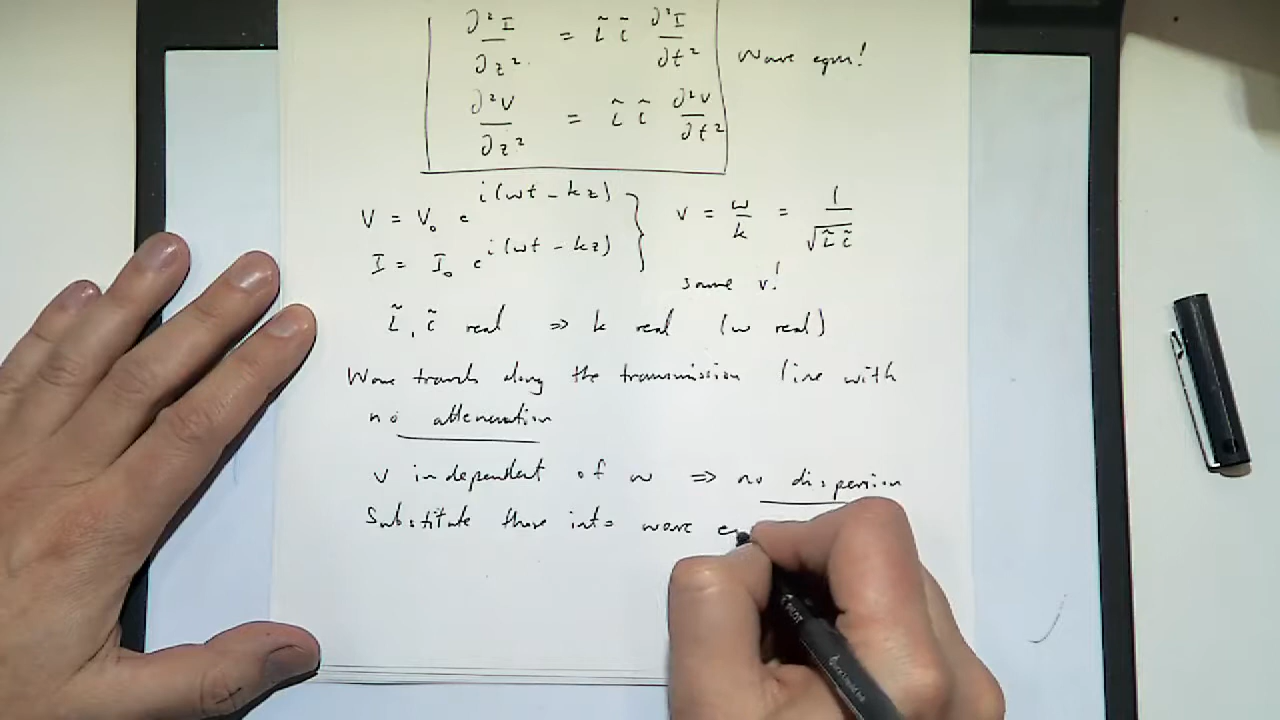 ∂²I/∂z² = L̃ C̃ ∂²I/∂t² Wave eqn!
∂²V/∂z² = L̃ C̃ ∂²V/∂t²
V = V₀ e^{i(ωt - kz)}
I = I₀ e^{i(ωt - kz)}
v = ω/k = 1/√(L̃ C̃)
same v!
L̃, C̃ real ⇒ k real (ω real)
Wave travels along the transmission line with
no attenuation
v independent of ω ⇒ no dispersion
Substitute these into wave e
PILOT